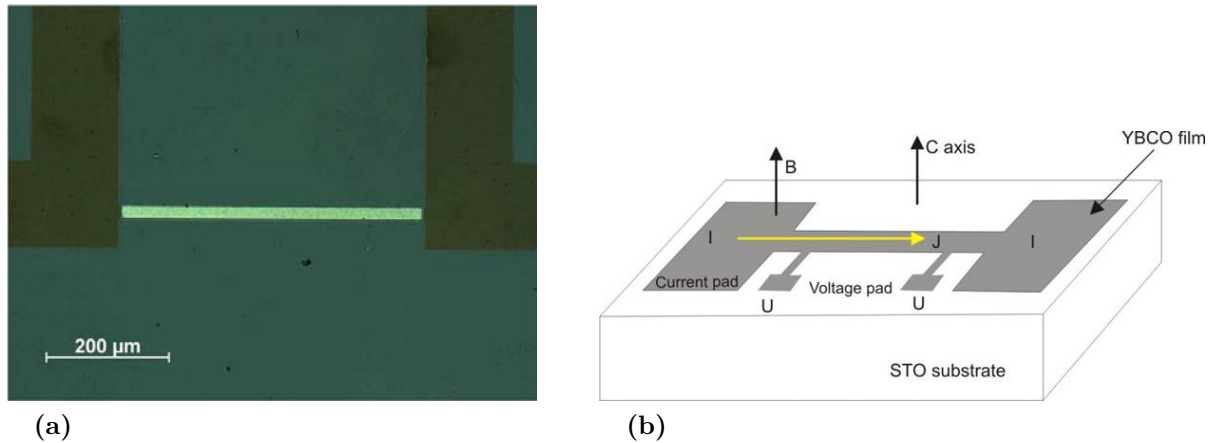 200 µm
B
C axis
YBCO film
I
J
I
Current pad
Voltage pad
U
U
STO substrate
(a)
(b)